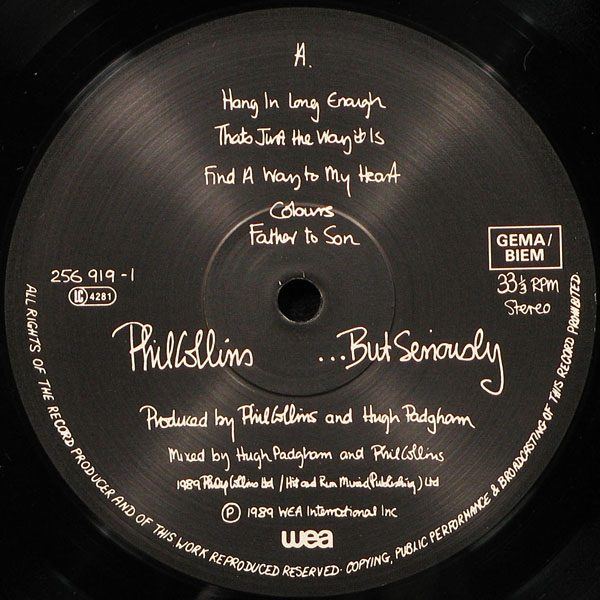 A.
Hang In Long Enough
Thats Just the Way it Is
Find A Way to My Heart
Colours
Father to Son
256 919-1
LC 4281
GEMA/
BIEM
33 1/3 RPM
Stereo
Phil Collins ...But Seriously
Produced by Phil Collins and Hugh Padgham
Mixed by Hugh Padgham and Phil Collins
1989 Philip Collins Ltd / Hit and Run Music (Publishing) Ltd
℗ 1989 WEA International Inc
wea
ALL RIGHTS OF THE RECORD PRODUCER AND OF THIS WORK REPRODUCED RESERVED · COPYING, PUBLIC PERFORMANCE & BROADCASTING OF THIS RECORD PROHIBITED